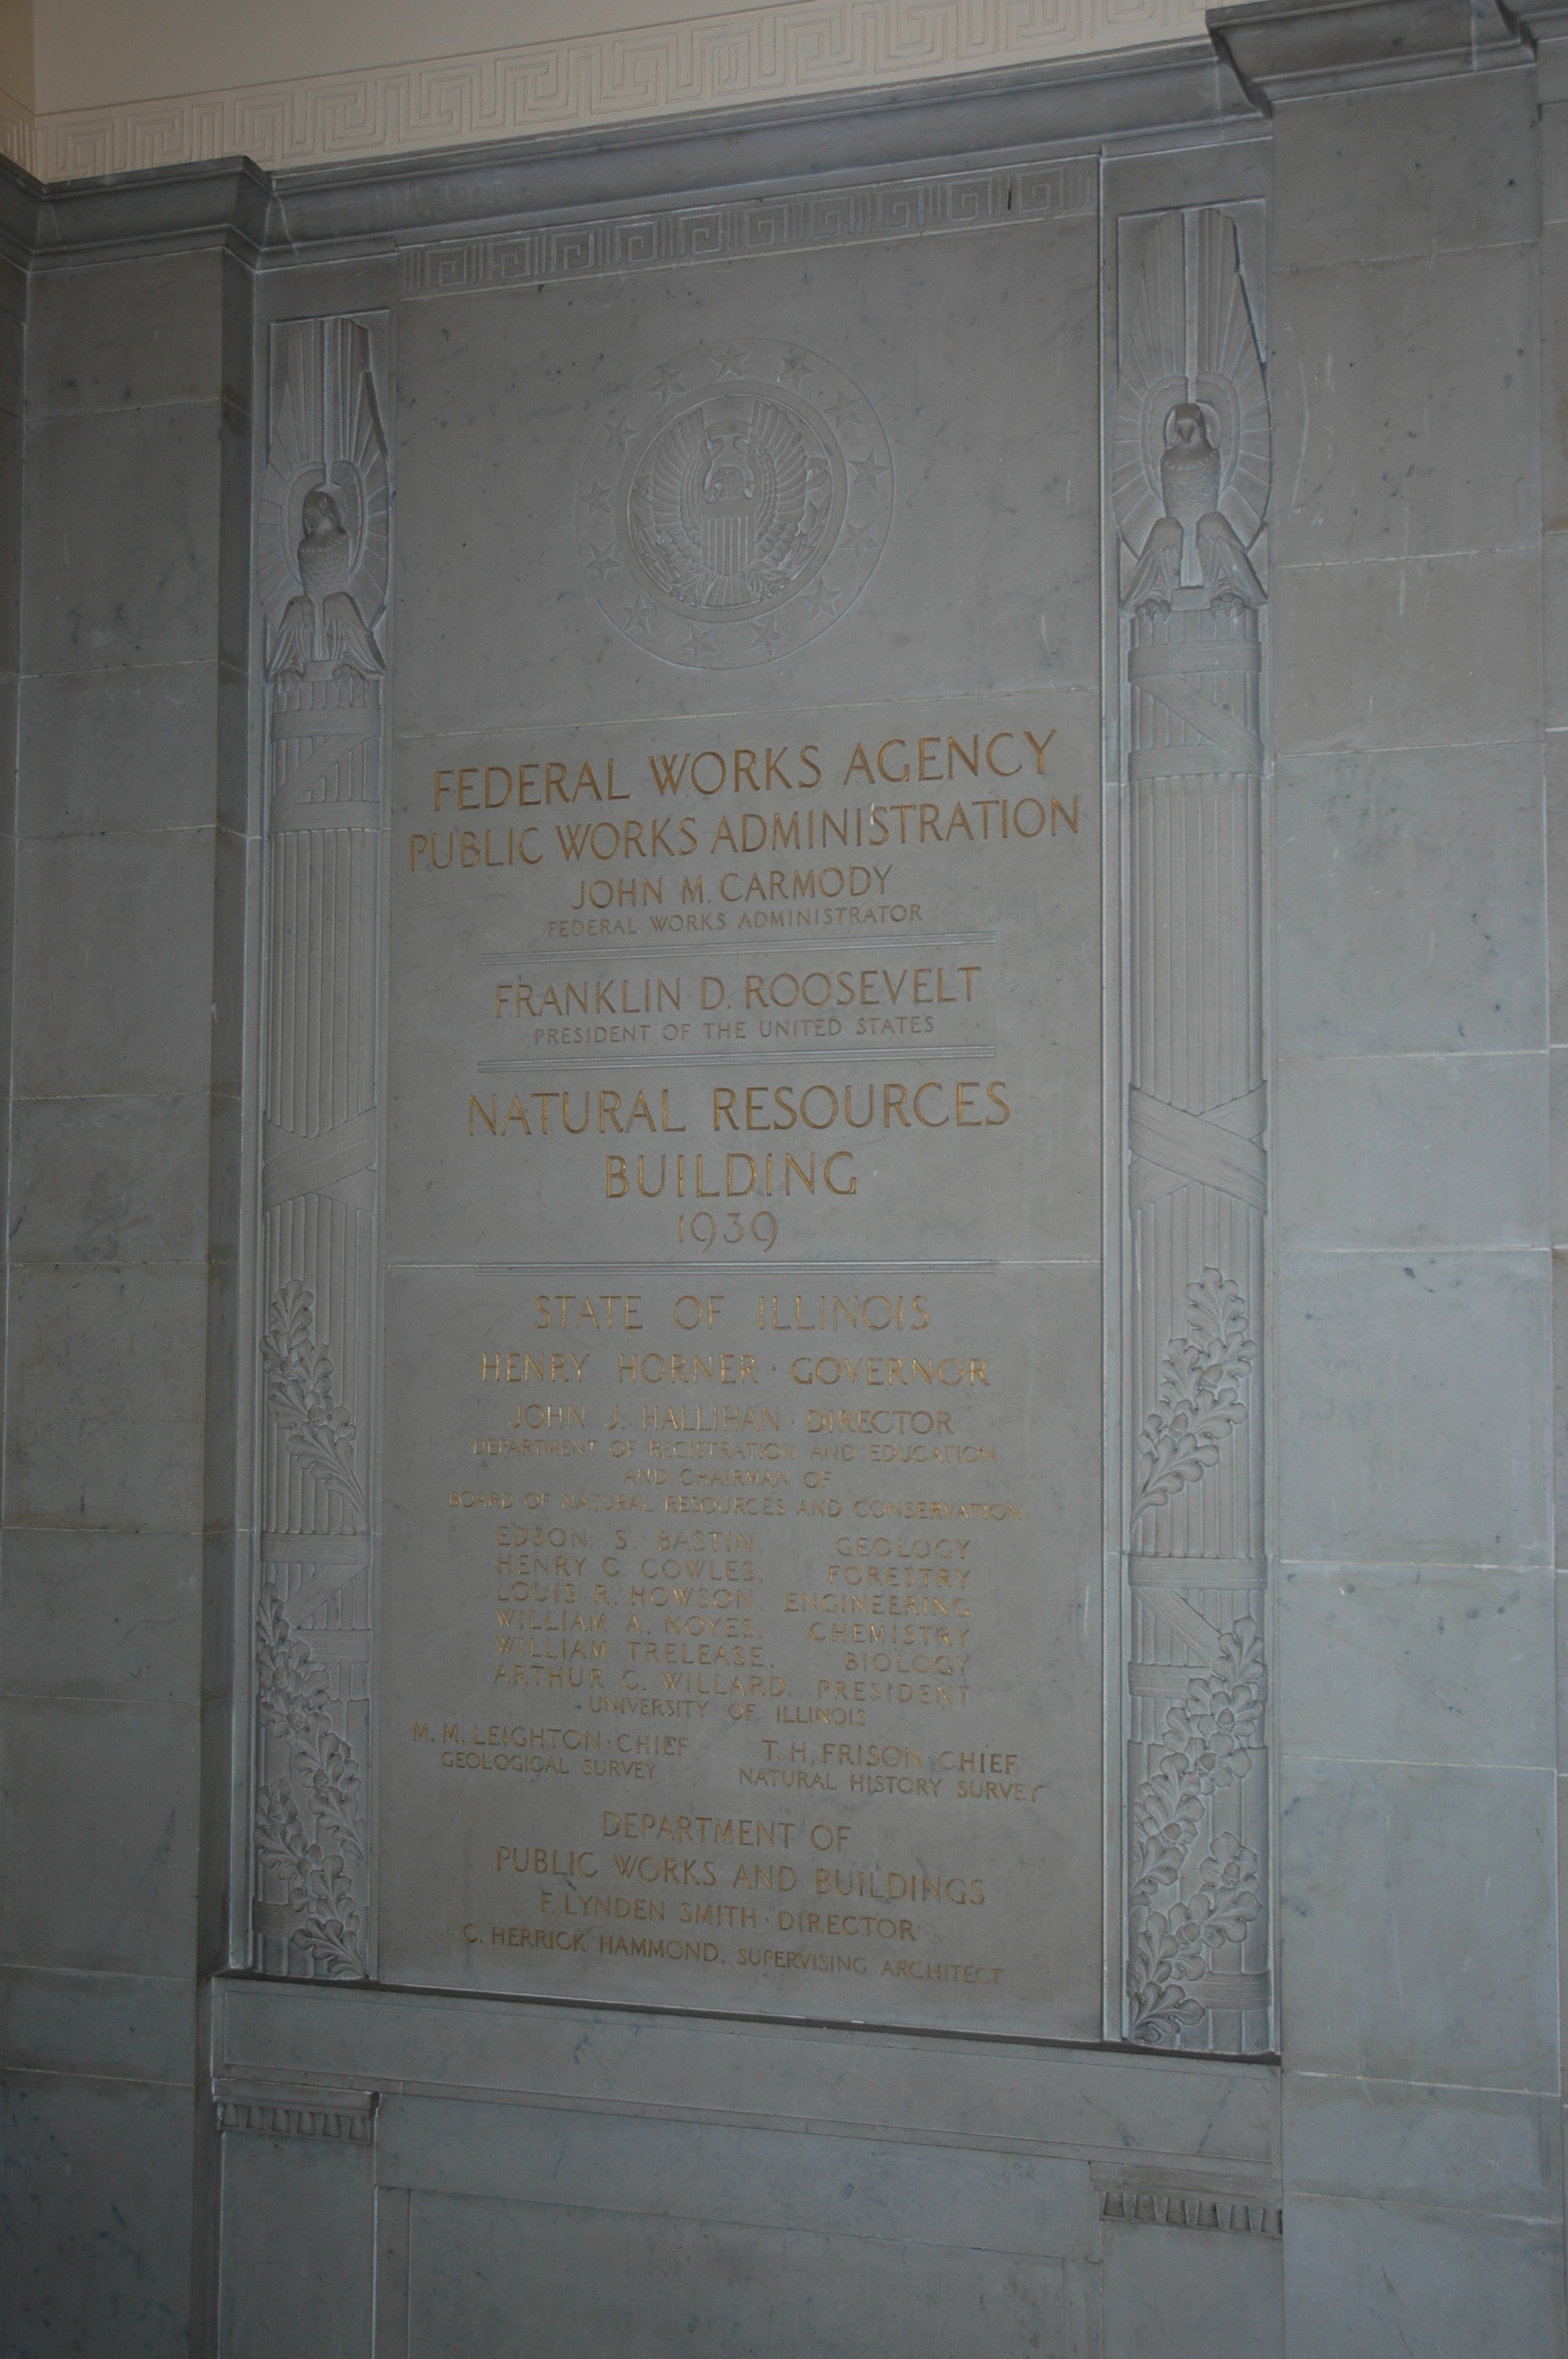 FEDERAL WORKS AGENCY
PUBLIC WORKS ADMINISTRATION
JOHN M. CARMODY
FEDERAL WORKS ADMINISTRATOR
FRANKLIN D. ROOSEVELT
PRESIDENT OF THE UNITED STATES
NATURAL RESOURCES
BUILDING
1939
STATE OF ILLINOIS
HENRY HORNER · GOVERNOR
JOHN J. HALLIHAN · DIRECTOR
DEPARTMENT OF REGISTRATION AND EDUCATION
AND CHAIRMAN OF
BOARD OF NATURAL RESOURCES AND CONSERVATION
EDSON S. BASTIN, GEOLOGY
HENRY C. COWLES, FORESTRY
LOUIS R. HOWSON, ENGINEERING
WILLIAM A. NOYES, CHEMISTRY
WILLIAM TRELEASE, BIOLOGY
ARTHUR C. WILLARD, PRESIDENT
- UNIVERSITY OF ILLINOIS
M. M. LEIGHTON · CHIEF T. H. FRISON · CHIEF
GEOLOGICAL SURVEY NATURAL HISTORY SURVEY
DEPARTMENT OF
PUBLIC WORKS AND BUILDINGS
F. LYNDEN SMITH · DIRECTOR
C. HERRICK HAMMOND, SUPERVISING ARCHITECT